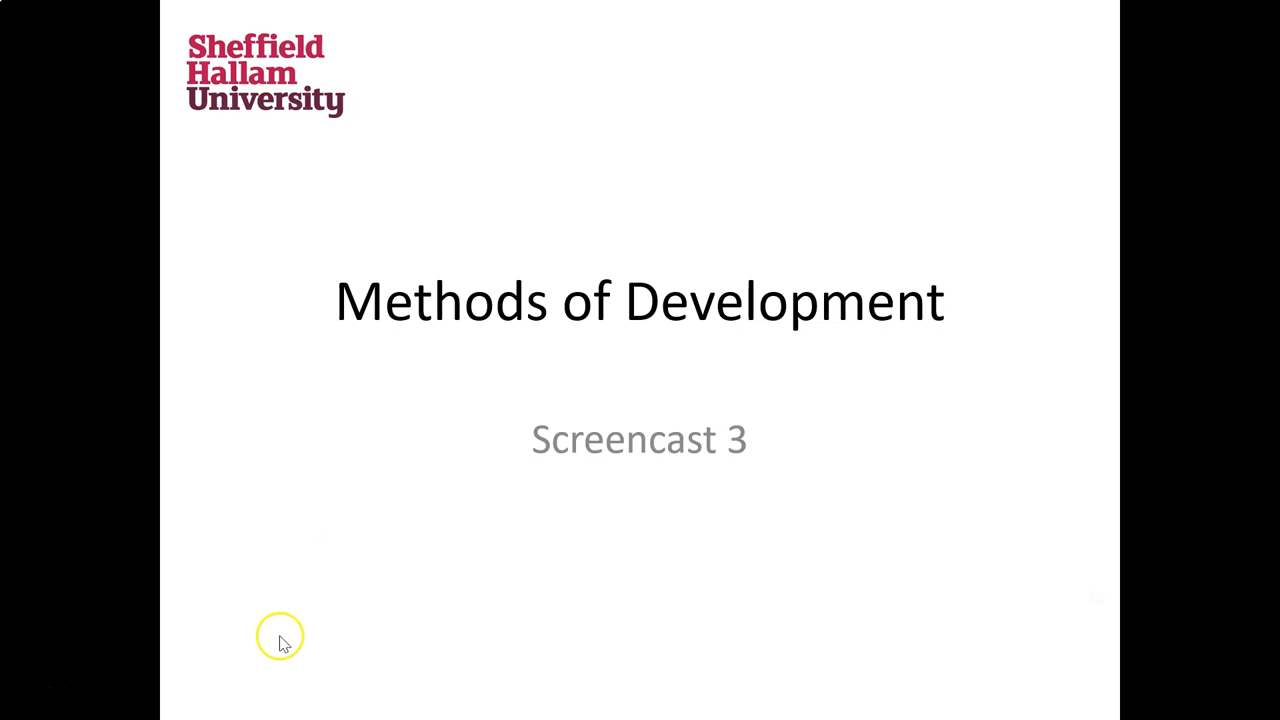 Sheffield
Hallam
University
Methods of Development
Screencast 3